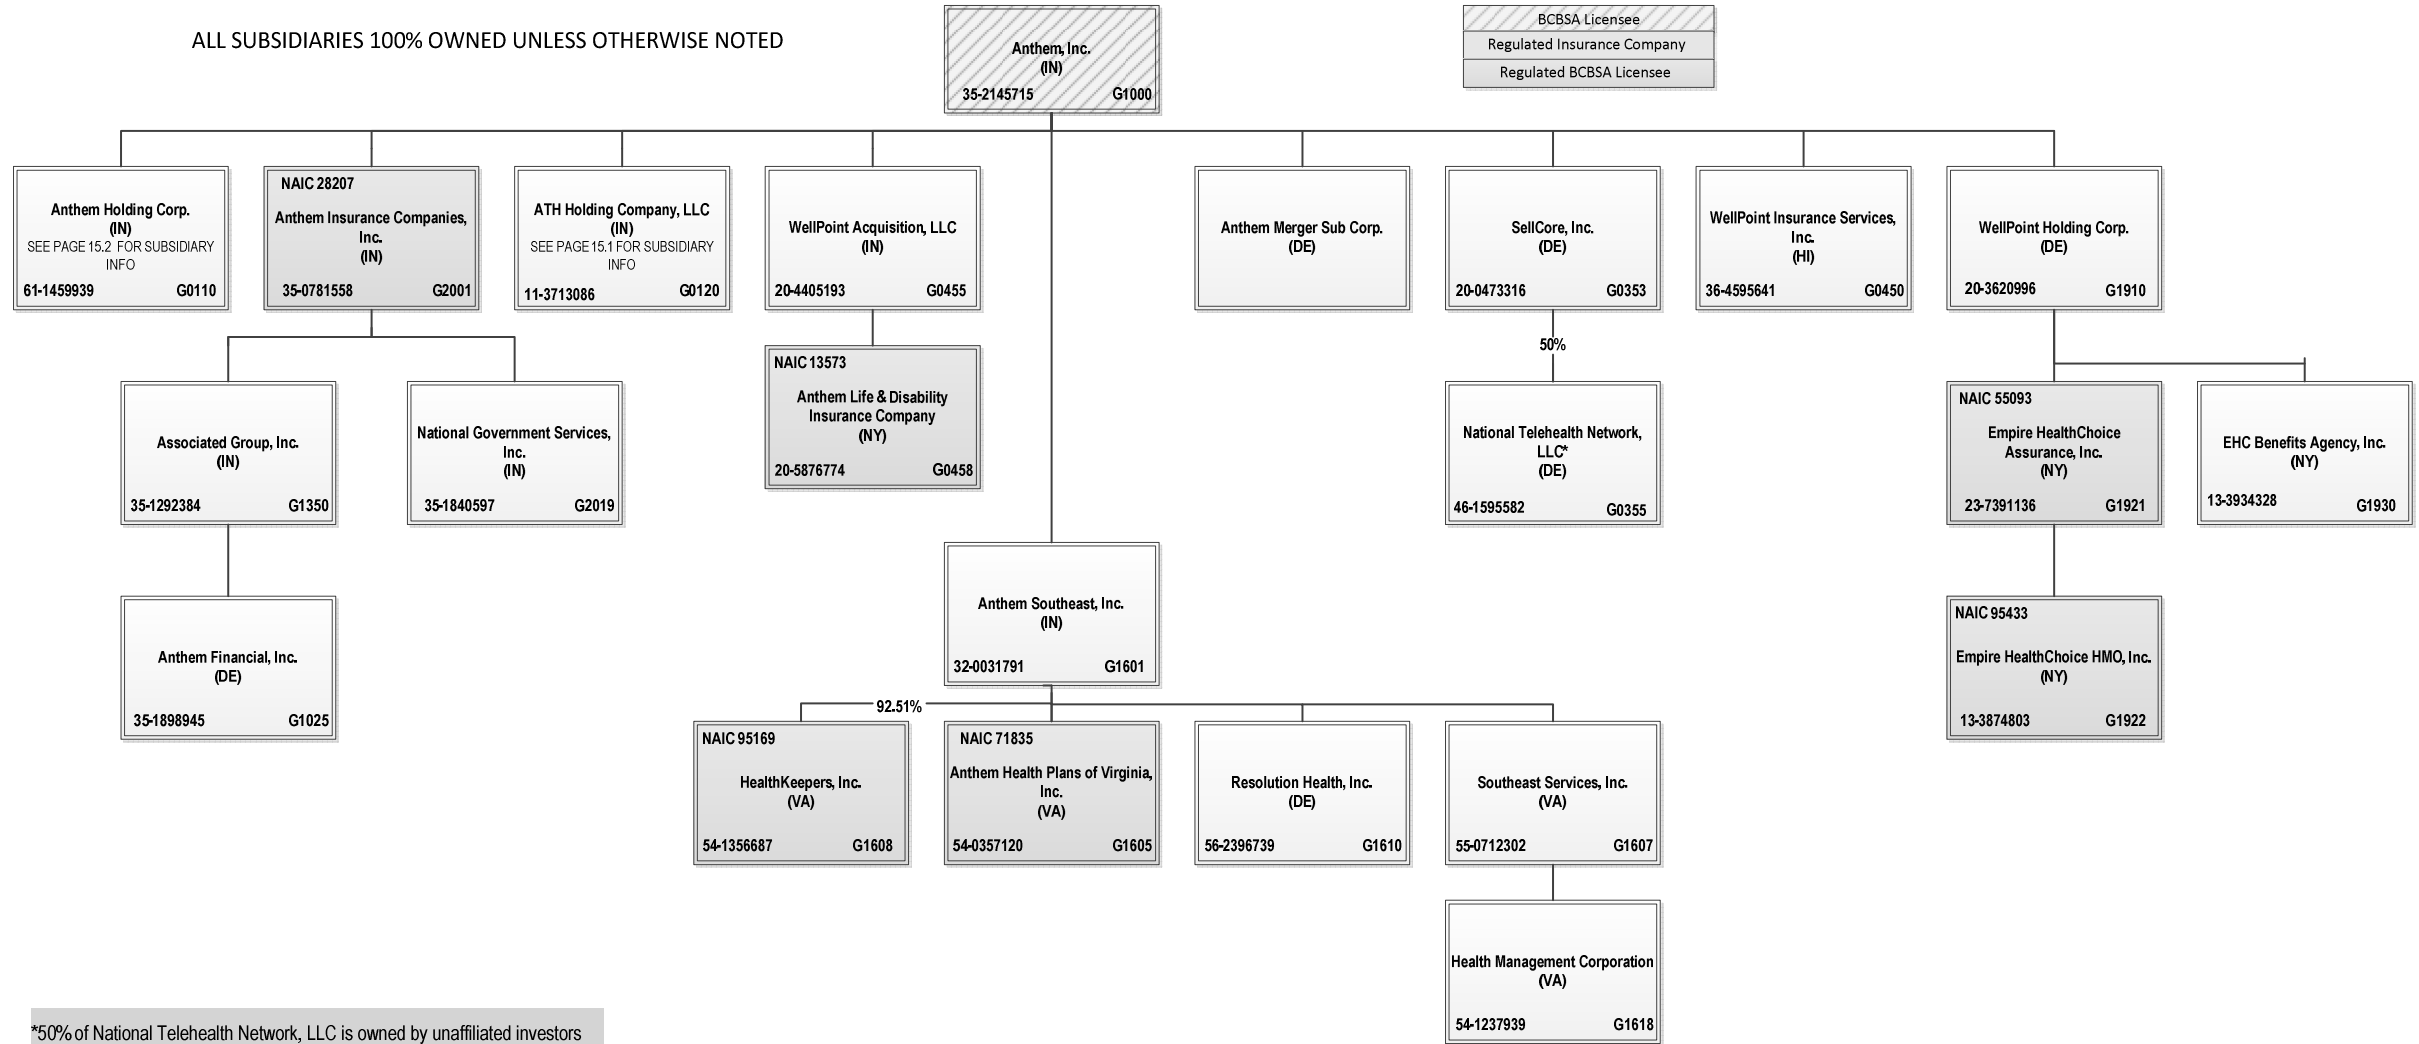 ALL SUBSIDIARIES 100% OWNED UNLESS OTHERWISE NOTED
Anthem, Inc.
(IN)
35-2145715 G1000
BCBSA Licensee
Regulated Insurance Company
Regulated BCBSA Licensee
Anthem Holding Corp.
(IN)
SEE PAGE 15.2 FOR SUBSIDIARY
INFO
61-1459939 G0110
NAIC 28207
Anthem Insurance Companies,
Inc.
(IN)
35-0781558 G2001
ATH Holding Company, LLC
(IN)
SEE PAGE 15.1 FOR SUBSIDIARY
INFO
11-3713086 G0120
WellPoint Acquisition, LLC
(IN)
20-4405193 G0455
Anthem Merger Sub Corp.
(DE)
SellCore, Inc.
(DE)
20-0473316 G0353
WellPoint Insurance Services,
Inc.
(HI)
36-4595641 G0450
WellPoint Holding Corp.
(DE)
20-3620996 G1910
50%
NAIC 13573
Anthem Life & Disability
Insurance Company
(NY)
20-5876774 G0458
Associated Group, Inc.
(IN)
35-1292384 G1350
National Government Services,
Inc.
(IN)
35-1840597 G2019
National Telehealth Network,
LLC*
(DE)
46-1595582 G0355
NAIC 55093
Empire HealthChoice
Assurance, Inc.
(NY)
23-7391136 G1921
EHC Benefits Agency, Inc.
(NY)
13-3934328 G1930
Anthem Southeast, Inc.
(IN)
32-0031791 G1601
Anthem Financial, Inc.
(DE)
35-1898945 G1025
NAIC 95433
Empire HealthChoice HMO, Inc.
(NY)
13-3874803 G1922
92.51%
NAIC 95169
HealthKeepers, Inc.
(VA)
54-1356687 G1608
NAIC 71835
Anthem Health Plans of Virginia,
Inc.
(VA)
54-0357120 G1605
Resolution Health, Inc.
(DE)
56-2396739 G1610
Southeast Services, Inc.
(VA)
55-0712302 G1607
Health Management Corporation
(VA)
54-1237939 G1618
*50% of National Telehealth Network, LLC is owned by unaffiliated investors